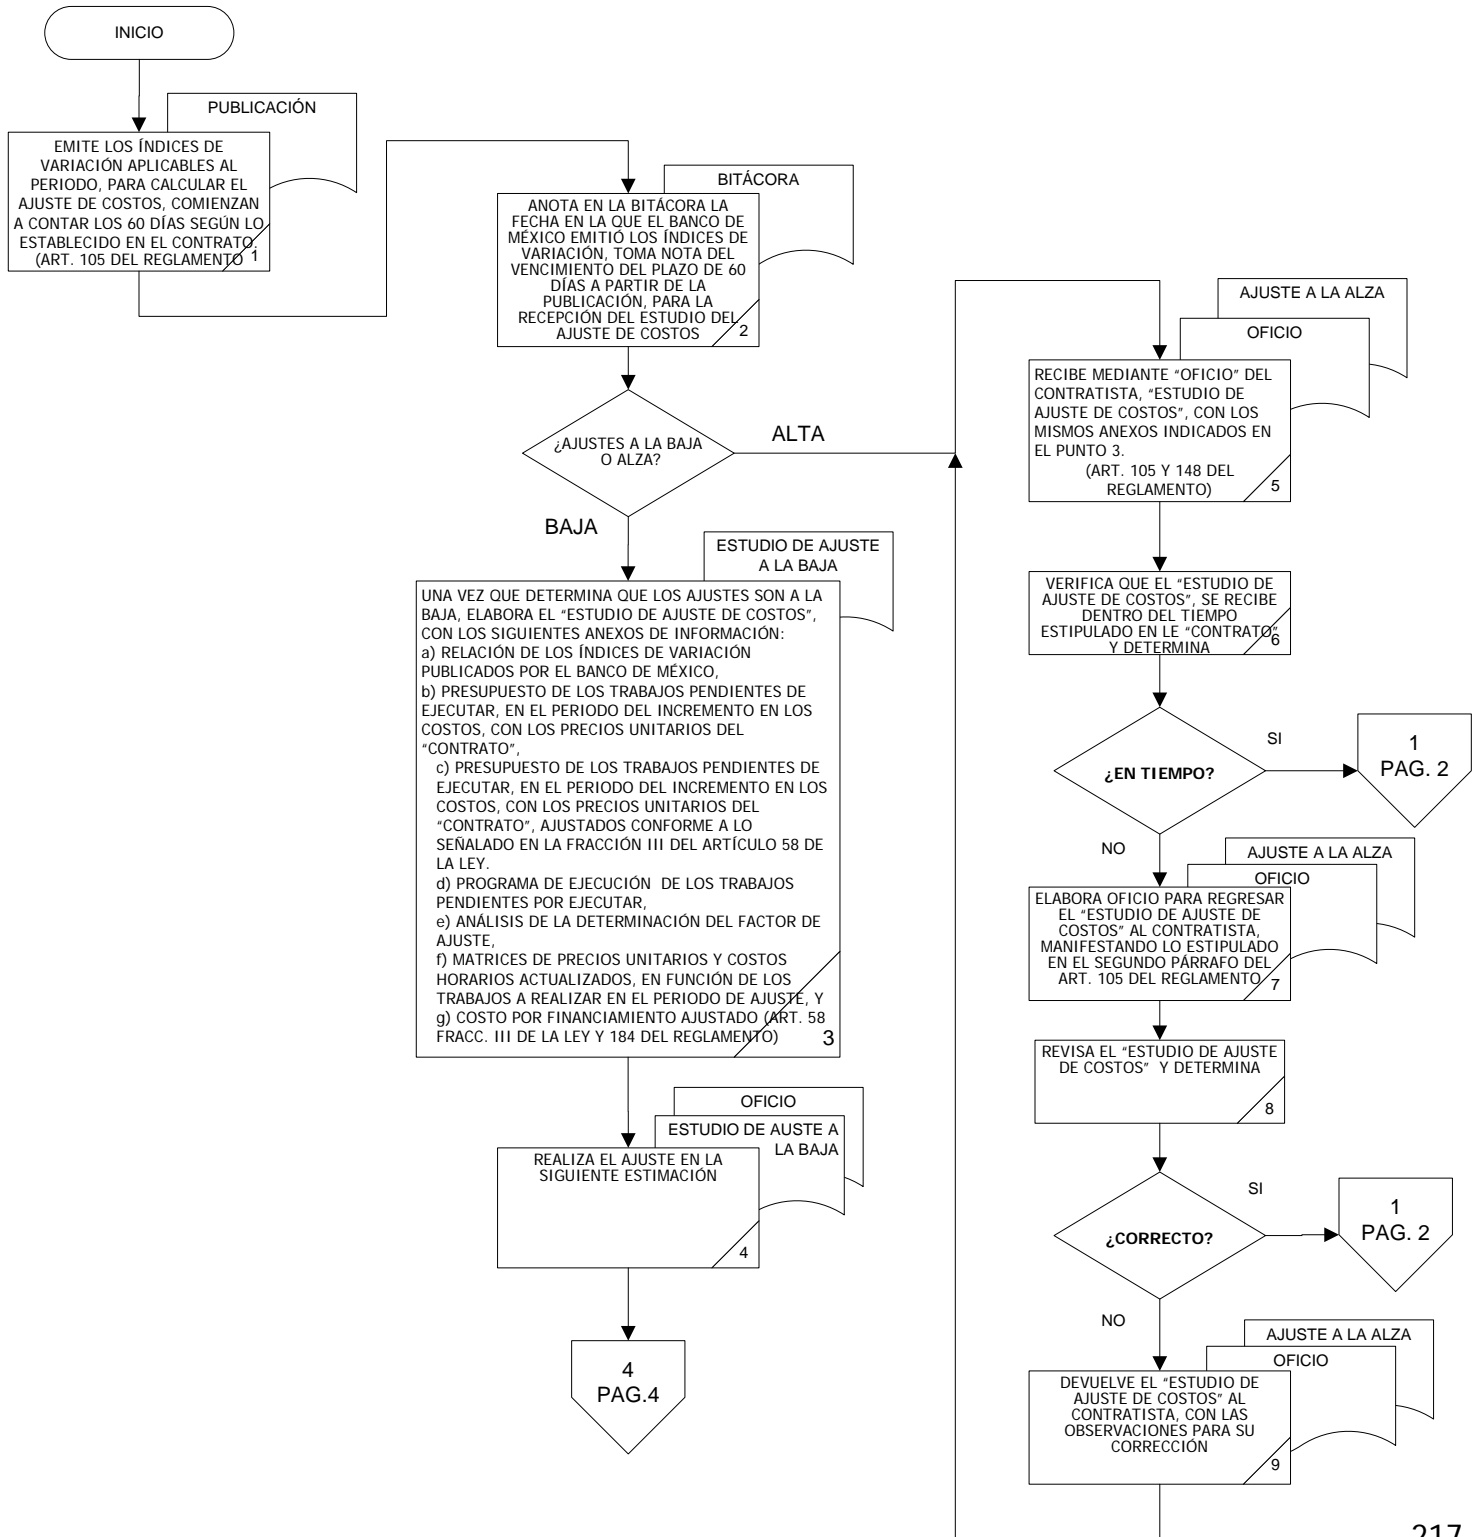 INICIO
PUBLICACIÓN
EMITE LOS ÍNDICES DE
VARIACIÓN APLICABLES AL
PERIODO, PARA CALCULAR EL
AJUSTE DE COSTOS, COMIENZAN
A CONTAR LOS 60 DÍAS SEGÚN LO
ESTABLECIDO EN EL CONTRATO.
(ART. 105 DEL REGLAMENTO
1
BITÁCORA
ANOTA EN LA BITÁCORA LA
FECHA EN LA QUE EL BANCO DE
MÉXICO EMITIÓ LOS ÍNDICES DE
VARIACIÓN, TOMA NOTA DEL
VENCIMIENTO DEL PLAZO DE 60
DÍAS A PARTIR DE LA
PUBLICACIÓN, PARA LA
RECEPCIÓN DEL ESTUDIO DEL
AJUSTE DE COSTOS
2
¿AJUSTES A LA BAJA
O ALZA?
ALTA
BAJA
ESTUDIO DE AJUSTE
A LA BAJA
UNA VEZ QUE DETERMINA QUE LOS AJUSTES SON A LA
BAJA, ELABORA EL “ESTUDIO DE AJUSTE DE COSTOS”,
CON LOS SIGUIENTES ANEXOS DE INFORMACIÓN:
a) RELACIÓN DE LOS ÍNDICES DE VARIACIÓN
PUBLICADOS POR EL BANCO DE MÉXICO,
b) PRESUPUESTO DE LOS TRABAJOS PENDIENTES DE
EJECUTAR, EN EL PERIODO DEL INCREMENTO EN LOS
COSTOS, CON LOS PRECIOS UNITARIOS DEL
“CONTRATO”,
c) PRESUPUESTO DE LOS TRABAJOS PENDIENTES DE
EJECUTAR, EN EL PERIODO DEL INCREMENTO EN LOS
COSTOS, CON LOS PRECIOS UNITARIOS DEL
“CONTRATO”, AJUSTADOS CONFORME A LO
SEÑALADO EN LA FRACCIÓN III DEL ARTÍCULO 58 DE
LA LEY.
d) PROGRAMA DE EJECUCIÓN DE LOS TRABAJOS
PENDIENTES POR EJECUTAR,
e) ANÁLISIS DE LA DETERMINACIÓN DEL FACTOR DE
AJUSTE,
f) MATRICES DE PRECIOS UNITARIOS Y COSTOS
HORARIOS ACTUALIZADOS, EN FUNCIÓN DE LOS
TRABAJOS A REALIZAR EN EL PERIODO DE AJUSTE, Y
g) COSTO POR FINANCIAMIENTO AJUSTADO (ART. 58
FRACC. III DE LA LEY Y 184 DEL REGLAMENTO)
3
OFICIO
ESTUDIO DE AUSTE A
LA BAJA
REALIZA EL AJUSTE EN LA
SIGUIENTE ESTIMACIÓN
4
4
PAG.4
AJUSTE A LA ALZA
OFICIO
RECIBE MEDIANTE “OFICIO” DEL
CONTRATISTA, “ESTUDIO DE
AJUSTE DE COSTOS”, CON LOS
MISMOS ANEXOS INDICADOS EN
EL PUNTO 3.
(ART. 105 Y 148 DEL
REGLAMENTO)
5
VERIFICA QUE EL “ESTUDIO DE
AJUSTE DE COSTOS”, SE RECIBE
DENTRO DEL TIEMPO
ESTIPULADO EN LE “CONTRATO”
Y DETERMINA
6
¿EN TIEMPO?
SI
1
PAG. 2
NO
AJUSTE A LA ALZA
OFICIO
ELABORA OFICIO PARA REGRESAR
EL “ESTUDIO DE AJUSTE DE
COSTOS” AL CONTRATISTA,
MANIFESTANDO LO ESTIPULADO
EN EL SEGUNDO PÁRRAFO DEL
ART. 105 DEL REGLAMENTO
7
REVISA EL “ESTUDIO DE AJUSTE
DE COSTOS” Y DETERMINA
8
¿CORRECTO?
SI
1
PAG. 2
NO
AJUSTE A LA ALZA
OFICIO
DEVUELVE EL “ESTUDIO DE
AJUSTE DE COSTOS” AL
CONTRATISTA, CON LAS
OBSERVACIONES PARA SU
CORRECCIÓN
9
217